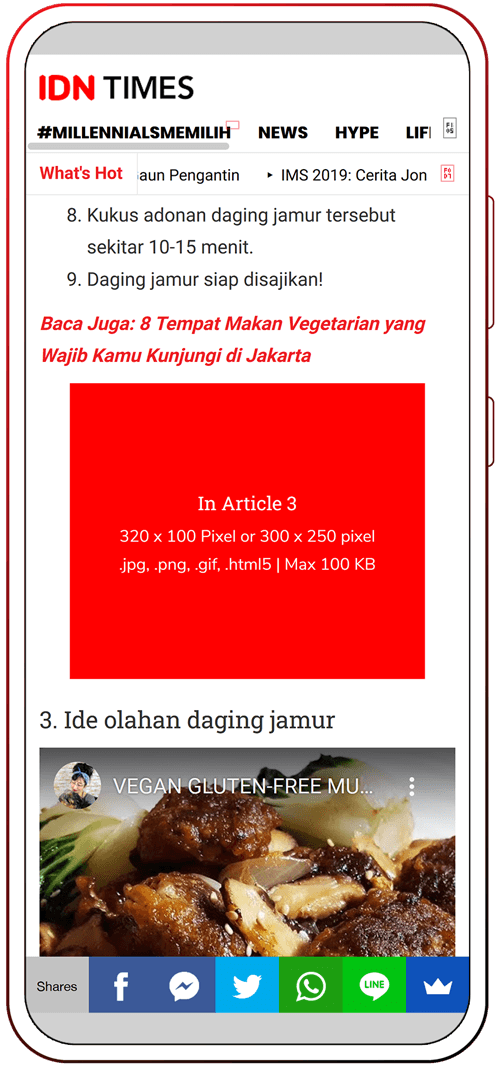 IDN TIMES
#MILLENNIALSMEMILIH NEWS HYPE LIF
What's Hot aun Pengantin ‣ IMS 2019: Cerita Jon
8. Kukus adonan daging jamur tersebut
sekitar 10-15 menit.
9. Daging jamur siap disajikan!
Baca Juga: 8 Tempat Makan Vegetarian yang
Wajib Kamu Kunjungi di Jakarta
In Article 3
320 x 100 Pixel or 300 x 250 pixel
.jpg, .png, .gif, .html5 | Max 100 KB
3. Ide olahan daging jamur
VEGAN GLUTEN-FREE MU...
Shares
LINE